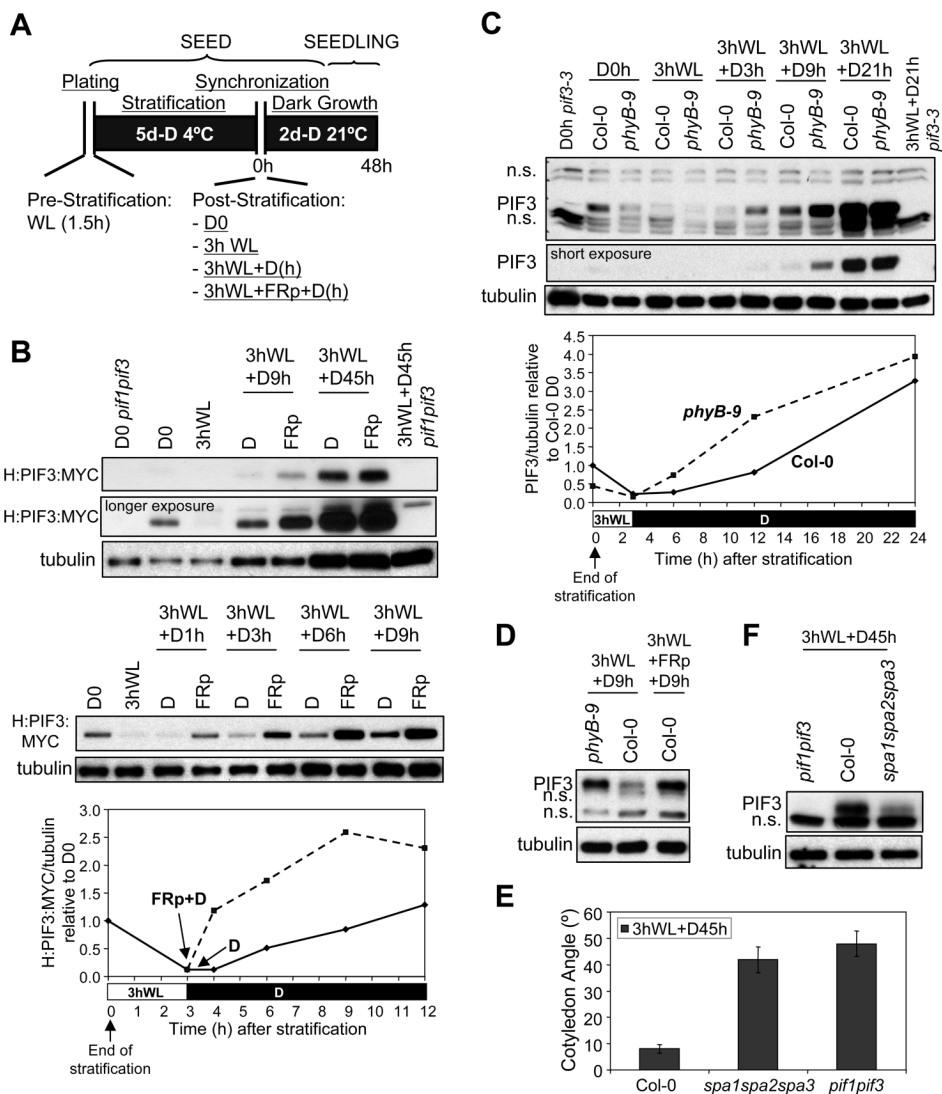 A
SEED SEEDLING
Plating Synchronization
Stratification Dark Growth
5d-D 4ºC 2d-D 21ºC
0h 48h
Pre-Stratification:
WL (1.5h)
Post-Stratification:
- D0
- 3h WL
- 3hWL+D(h)
- 3hWL+FRp+D(h)
B
D0 pif1pif3
D0
3hWL
3hWL
+D9h
D
FRp
3hWL
+D45h
D
FRp
3hWL+D45h
pif1pif3
H:PIF3:MYC
H:PIF3:MYC
longer exposure
tubulin
3hWL
+D1h
3hWL
+D3h
3hWL
+D6h
3hWL
+D9h
D0
3hWL
D
FRp
D
FRp
D
FRp
D
FRp
H:PIF3:
MYC
tubulin
H:PIF3:MYC/tubulin
relative to D0
3.0
2.5
2.0
1.5
1.0
0.5
0.0
FRp+D
D
3hWL D
0 1 2 3 4 5 6 7 8 9 10 11 12
Time (h) after stratification
End of
stratification
C
D0h pif3-3
D0h
Col-0
phyB-9
3hWL
Col-0
phyB-9
3hWL
+D3h
Col-0
phyB-9
3hWL
+D9h
Col-0
phyB-9
3hWL
+D21h
Col-0
phyB-9
3hWL+D21h
pif3-3
n.s.
PIF3
n.s.
PIF3
short exposure
tubulin
PIF3/tubulin relative
to Col-0 D0
4.5
4.0
3.5
3.0
2.5
2.0
1.5
1.0
0.5
0.0
phyB-9
Col-0
3hWL D
0 2 4 6 8 10 12 14 16 18 20 22 24
Time (h) after stratification
End of
stratification
D
3hWL
+D9h
3hWL
+FRp
+D9h
phyB-9
Col-0
Col-0
PIF3
n.s.
n.s.
tubulin
F
3hWL+D45h
pif1pif3
Col-0
spa1spa2spa3
PIF3
n.s.
tubulin
E
Cotyledon Angle (º)
60
50
40
30
20
10
0
3hWL+D45h
Col-0 spa1spa2spa3 pif1pif3